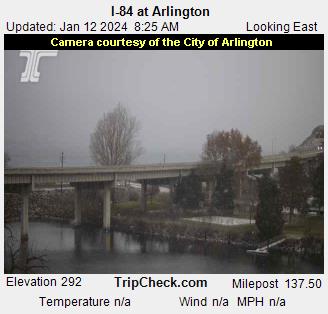 I-84 at Arlington
Updated: Jan 12 2024 8:25 AM Looking East
Camera courtesy of the City of Arlington
Elevation 292 TripCheck.com Milepost 137.50
Temperature n/a Wind n/a MPH n/a